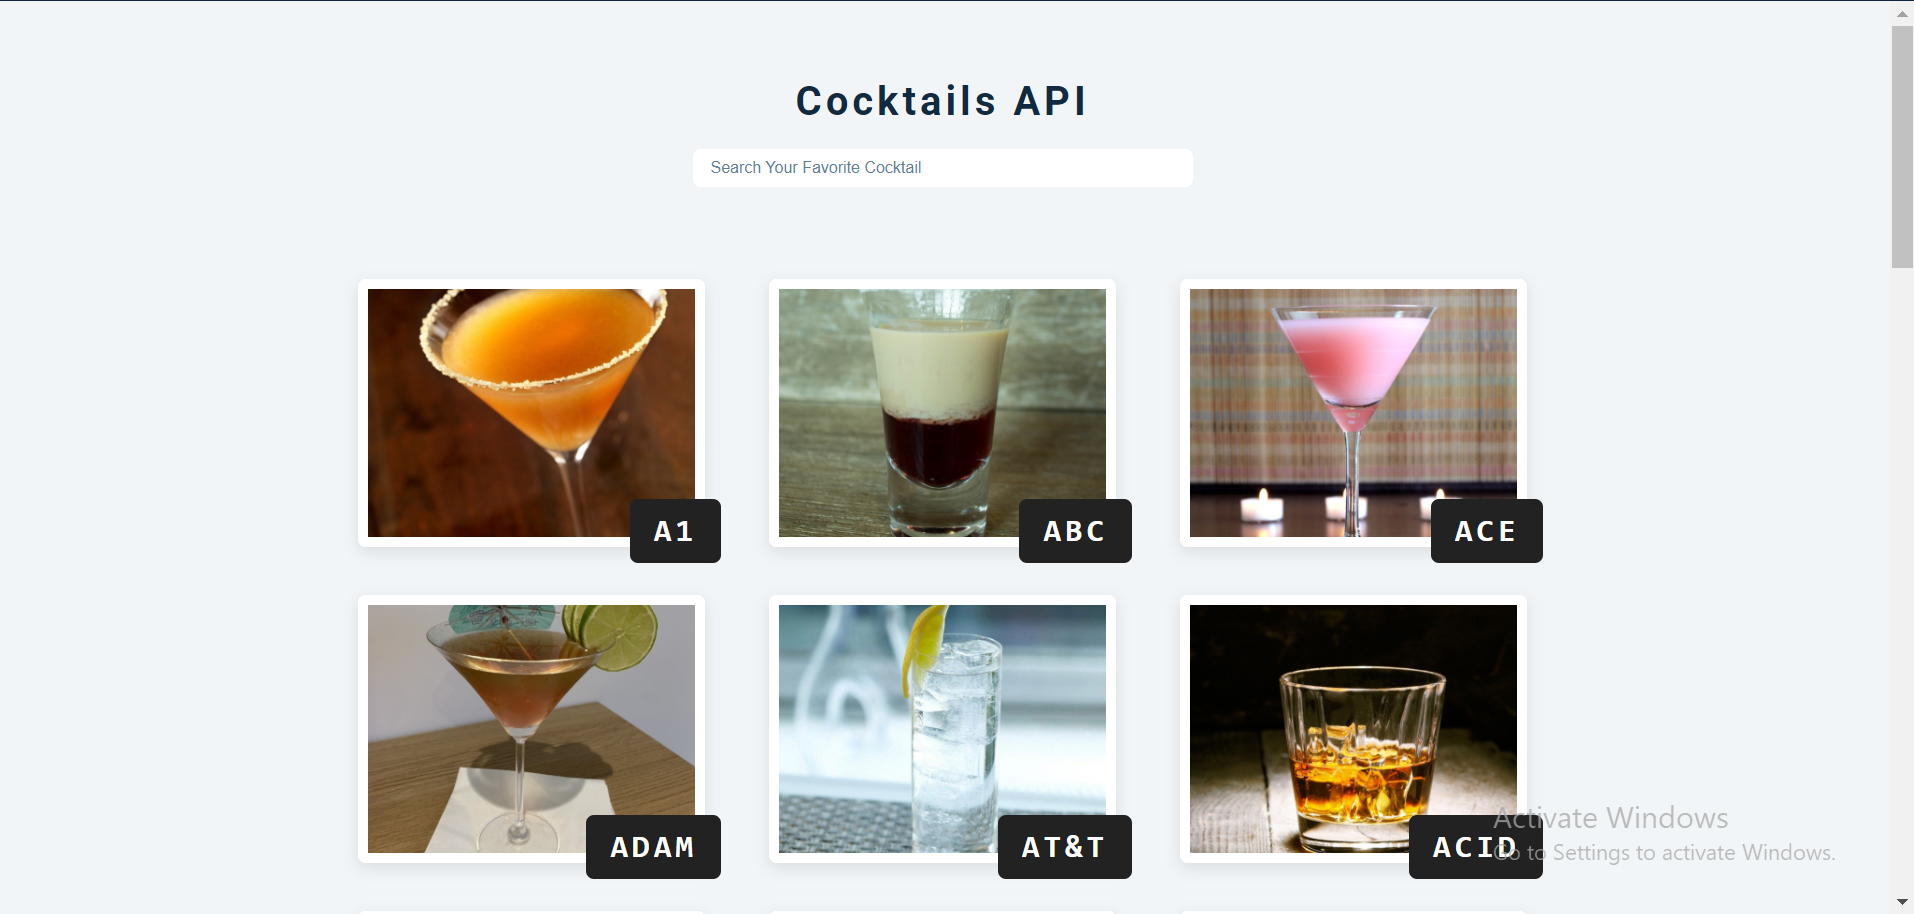 Cocktails API
Search Your Favorite Cocktail
A1
ABC
ACE
ADAM
AT&T
ACID
Activate Windows
Go to Settings to activate Windows.